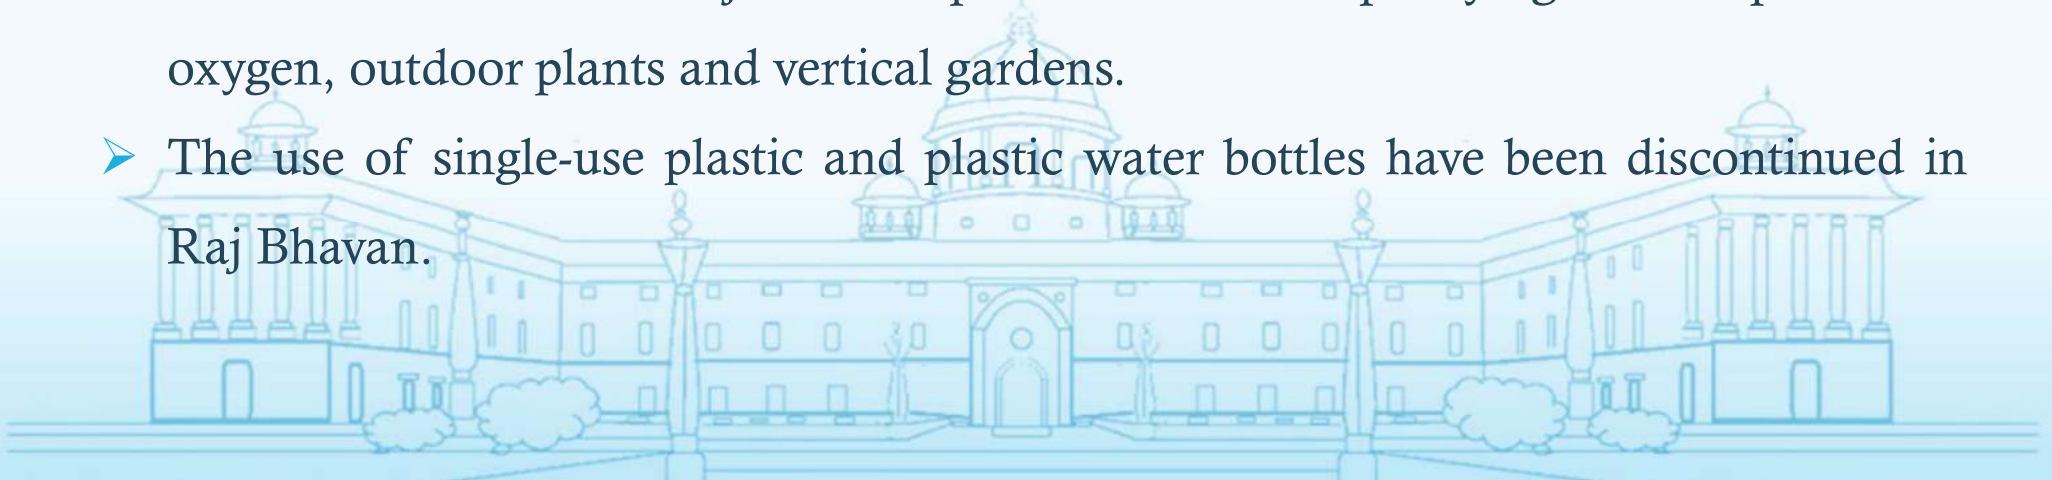 oxygen, outdoor plants and vertical gardens.
➢ The use of single-use plastic and plastic water bottles have been discontinued in
Raj Bhavan.